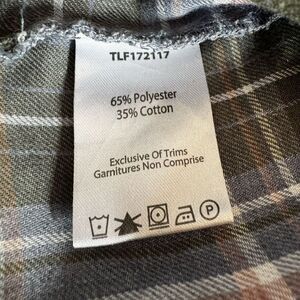 TLF172117
65% Polyester
35% Cotton
Exclusive Of Trims
Garnitures Non Comprise
P